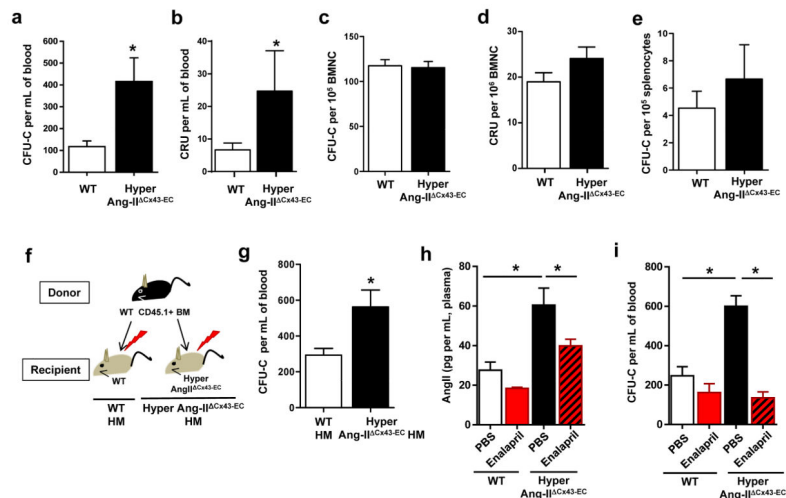 a
CFU-C per mL of blood
600
500
400
300
200
100
0
*
WT
Hyper
Ang-II^ΔCx43-EC
b
CRU per mL of blood
40
30
20
10
0
*
WT
Hyper
Ang-II^ΔCx43-EC
c
CFU-C per 10^5 BMNC
150
100
50
0
WT
Hyper
Ang-II^ΔCx43-EC
d
CRU per 10^6 BMNC
30
20
10
0
WT
Hyper
Ang-II^ΔCx43-EC
e
CFU-C per 10^5 splenocytes
10
8
6
4
2
0
WT
Hyper
Ang-II^ΔCx43-EC
f
Donor
WT CD45.1+ BM
Recipient
WT
Hyper
AngII^ΔCx43-EC
WT
HM
Hyper Ang-II^ΔCx43-EC
HM
g
CFU-C per mL of blood
800
600
400
200
0
*
WT
HM
Hyper
Ang-II^ΔCx43-EC HM
h
AngII (pg per mL, plasma)
80
60
40
20
0
* *
PBS
Enalapril
PBS
Enalapril
WT
Hyper
Ang-II^ΔCx43-EC
i
CFU-C per mL of blood
800
600
400
200
0
* *
PBS
Enalapril
PBS
Enalapril
WT
Hyper
Ang-II^ΔCx43-EC